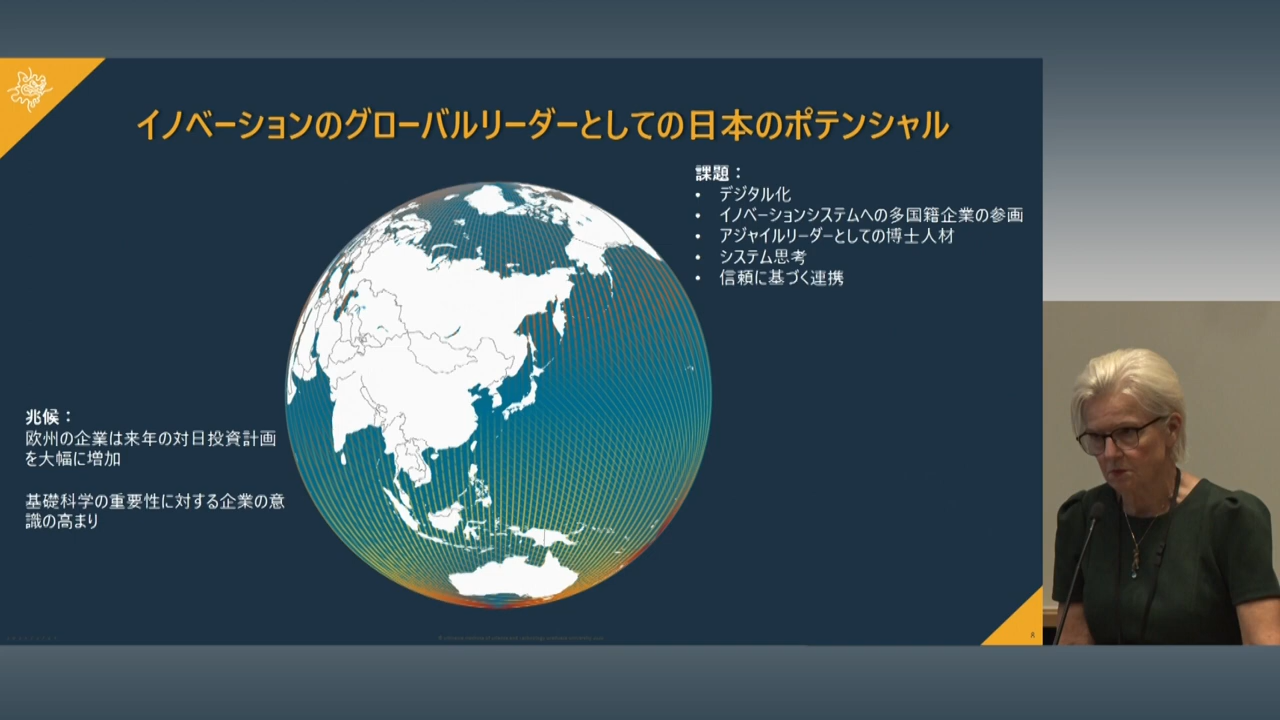 イノベーションのグローバルリーダーとしての日本のポテンシャル
課題：
• デジタル化
• イノベーションシステムへの多国籍企業の参画
• アジャイルリーダーとしての博士人材
• システム思考
• 信頼に基づく連携
兆候：
欧州の企業は来年の対日投資計画
を大幅に増加
基礎科学の重要性に対する企業の意
識の高まり
8